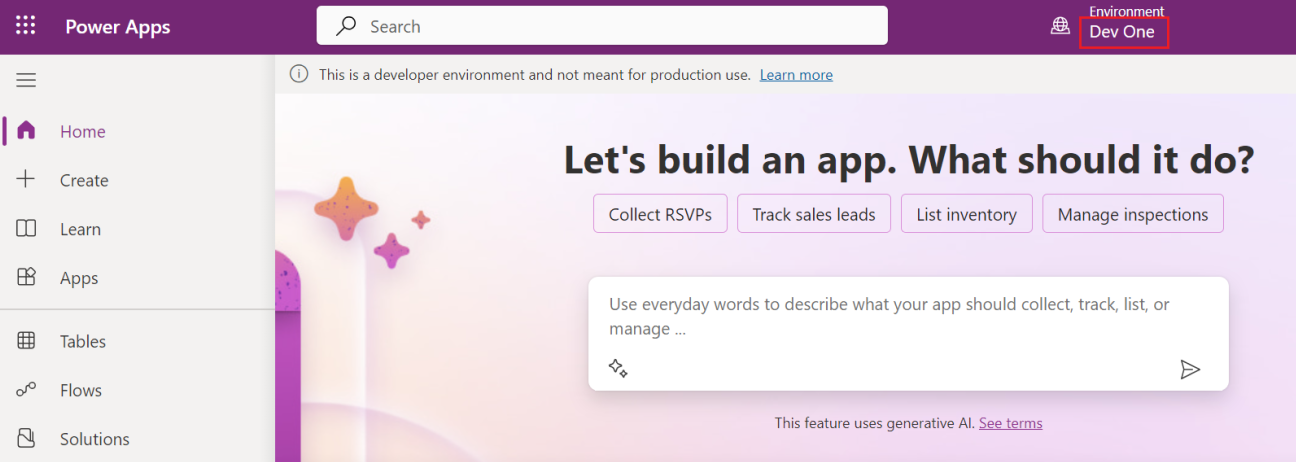 Power Apps
Search
Environment
Dev One
This is a developer environment and not meant for production use. Learn more
Home
Create
Learn
Apps
Tables
Flows
Solutions
Let's build an app. What should it do?
Collect RSVPs
Track sales leads
List inventory
Manage inspections
Use everyday words to describe what your app should collect, track, list, or
manage ...
This feature uses generative AI. See terms